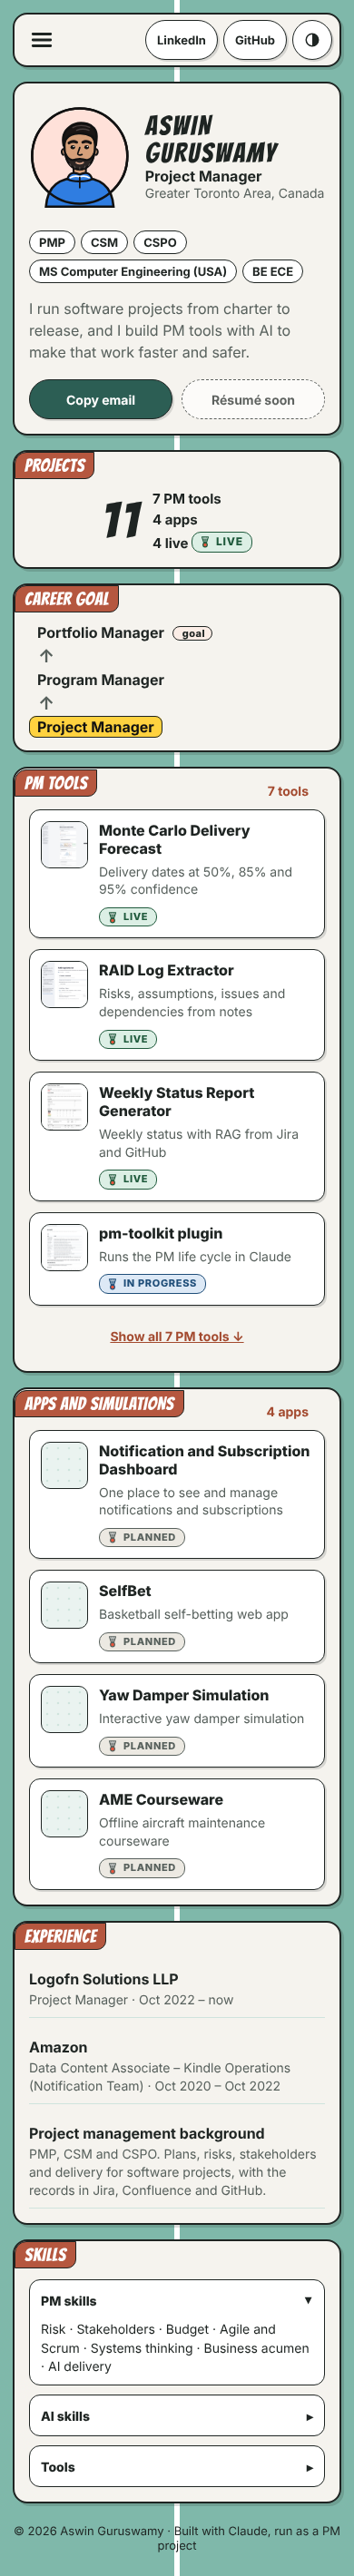 LinkedIn
GitHub
ASWIN
GURUSWAMY
Project Manager
Greater Toronto Area, Canada
PMP
CSM
CSPO
MS Computer Engineering (USA)
BE ECE
I run software projects from charter to
release, and I build PM tools with AI to
make that work faster and safer.
Copy email
Résumé soon
PROJECTS
11
7 PM tools
4 apps
4 live LIVE
CAREER GOAL
Portfolio Manager goal
↑
Program Manager
↑
Project Manager
PM TOOLS
7 tools
Monte Carlo Delivery
Forecast
Delivery dates at 50%, 85% and
95% confidence
LIVE
RAID Log Extractor
Risks, assumptions, issues and
dependencies from notes
LIVE
Weekly Status Report
Generator
Weekly status with RAG from Jira
and GitHub
LIVE
pm-toolkit plugin
Runs the PM life cycle in Claude
IN PROGRESS
Show all 7 PM tools ↓
APPS AND SIMULATIONS
4 apps
Notification and Subscription
Dashboard
One place to see and manage
notifications and subscriptions
PLANNED
SelfBet
Basketball self-betting web app
PLANNED
Yaw Damper Simulation
Interactive yaw damper simulation
PLANNED
AME Courseware
Offline aircraft maintenance
courseware
PLANNED
EXPERIENCE
Logofn Solutions LLP
Project Manager · Oct 2022 – now
Amazon
Data Content Associate – Kindle Operations
(Notification Team) · Oct 2020 – Oct 2022
Project management background
PMP, CSM and CSPO. Plans, risks, stakeholders
and delivery for software projects, with the
records in Jira, Confluence and GitHub.
SKILLS
PM skills
Risk · Stakeholders · Budget · Agile and
Scrum · Systems thinking · Business acumen
· AI delivery
AI skills
Tools
© 2026 Aswin Guruswamy · Built with Claude, run as a PM
project